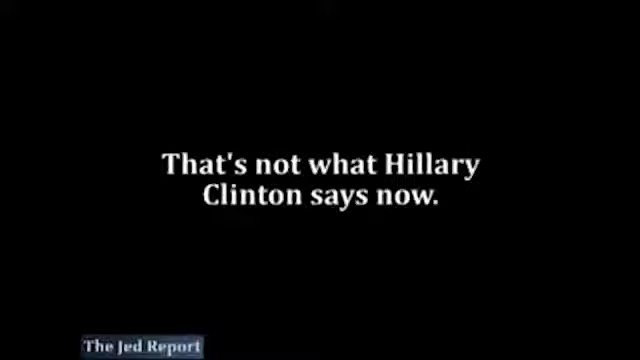 That's not what Hillary
Clinton says now.
The Jed Report